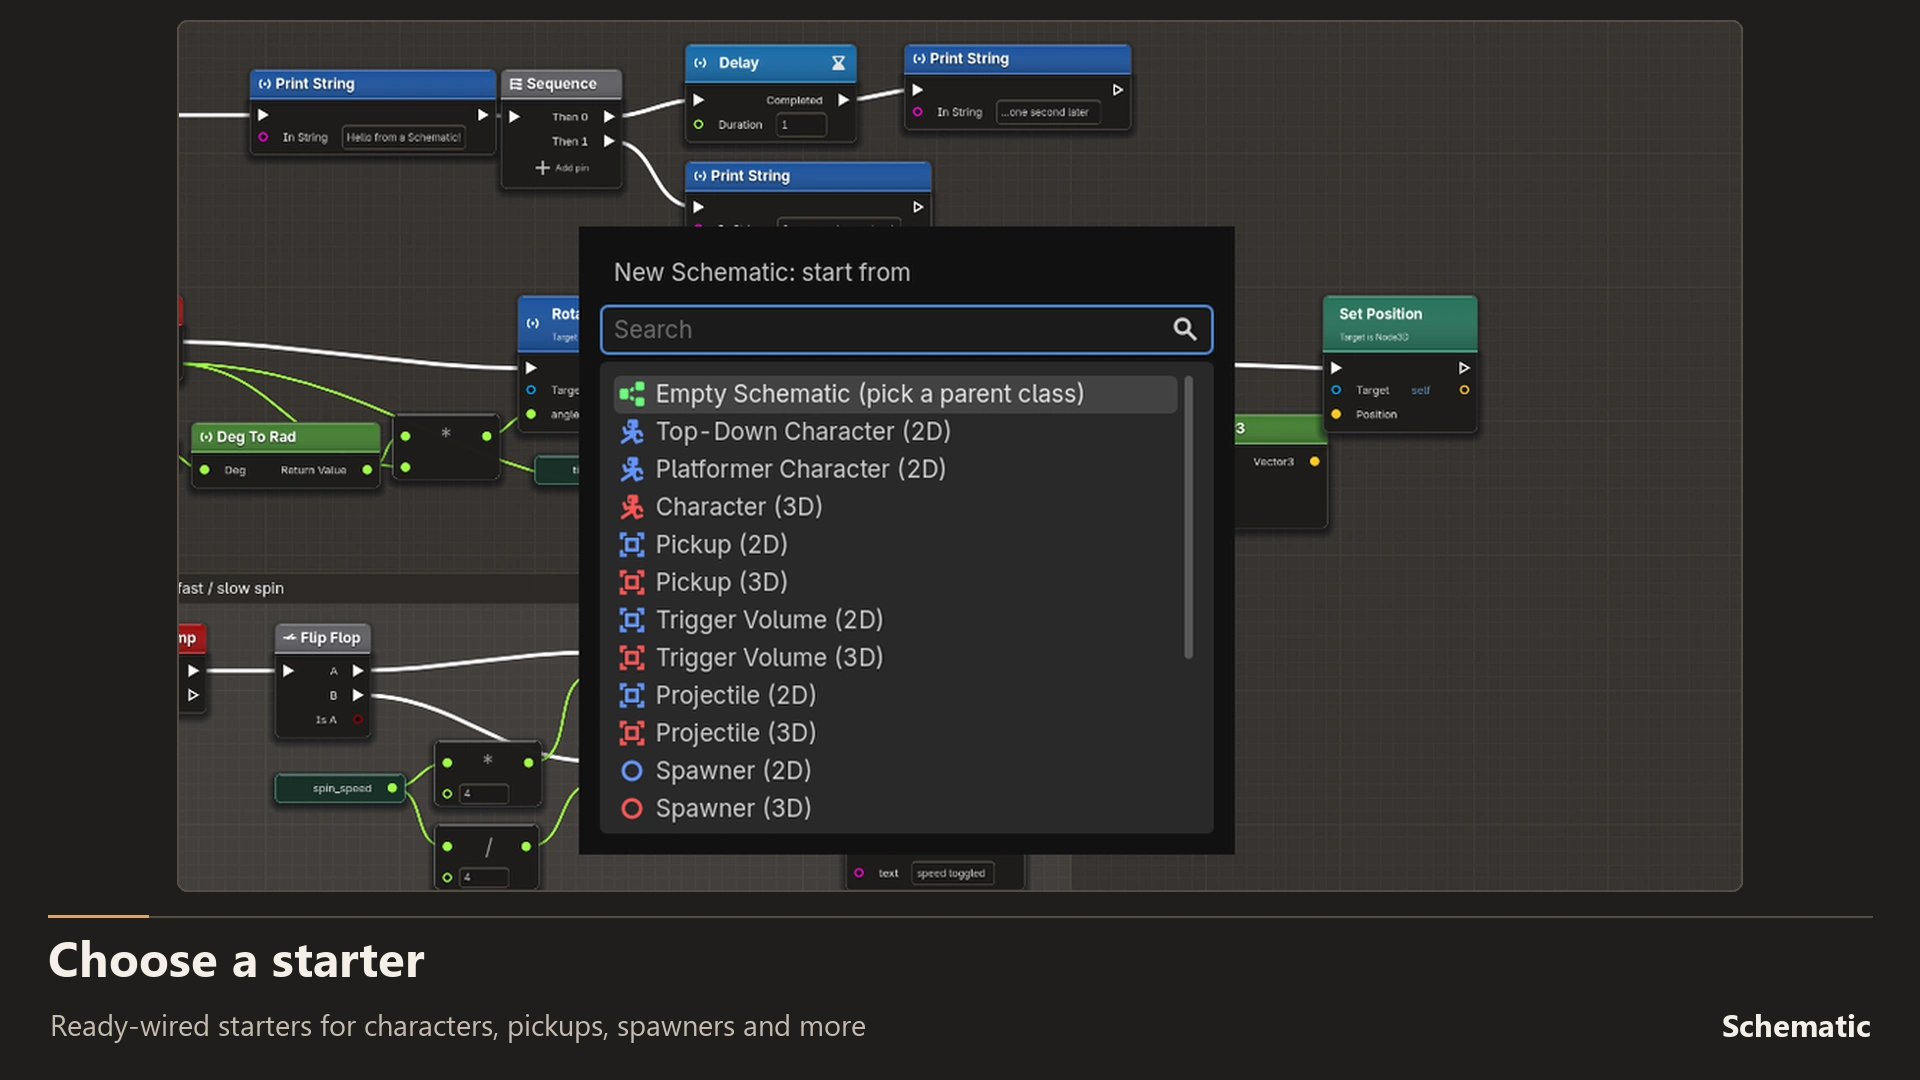 Print String
In String
Hello from a Schematic!
Sequence
Then 0
Then 1
Add pin
Delay
Completed
Duration
1
Print String
In String
...one second later
Print String
New Schematic: start from
Search
Empty Schematic (pick a parent class)
Top-Down Character (2D)
Platformer Character (2D)
Character (3D)
Pickup (2D)
Pickup (3D)
Trigger Volume (2D)
Trigger Volume (3D)
Projectile (2D)
Projectile (3D)
Spawner (2D)
Spawner (3D)
Set Position
Target is Node3D
Target self
Position
3
Vector3
Target
angle
Deg To Rad
Deg
Return Value
*
fast / slow spin
mp
Flip Flop
A
B
Is A
*
4
spin_speed
/
4
text
speed toggled
Choose a starter
Ready-wired starters for characters, pickups, spawners and more
Schematic